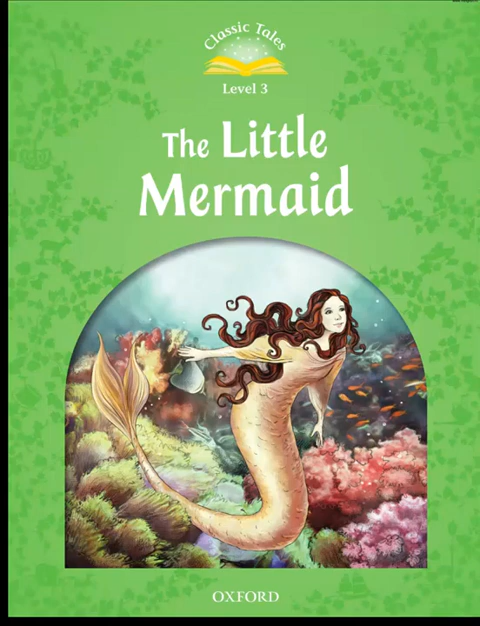 Classic Tales
Level 3
The Little
Mermaid
OXFORD